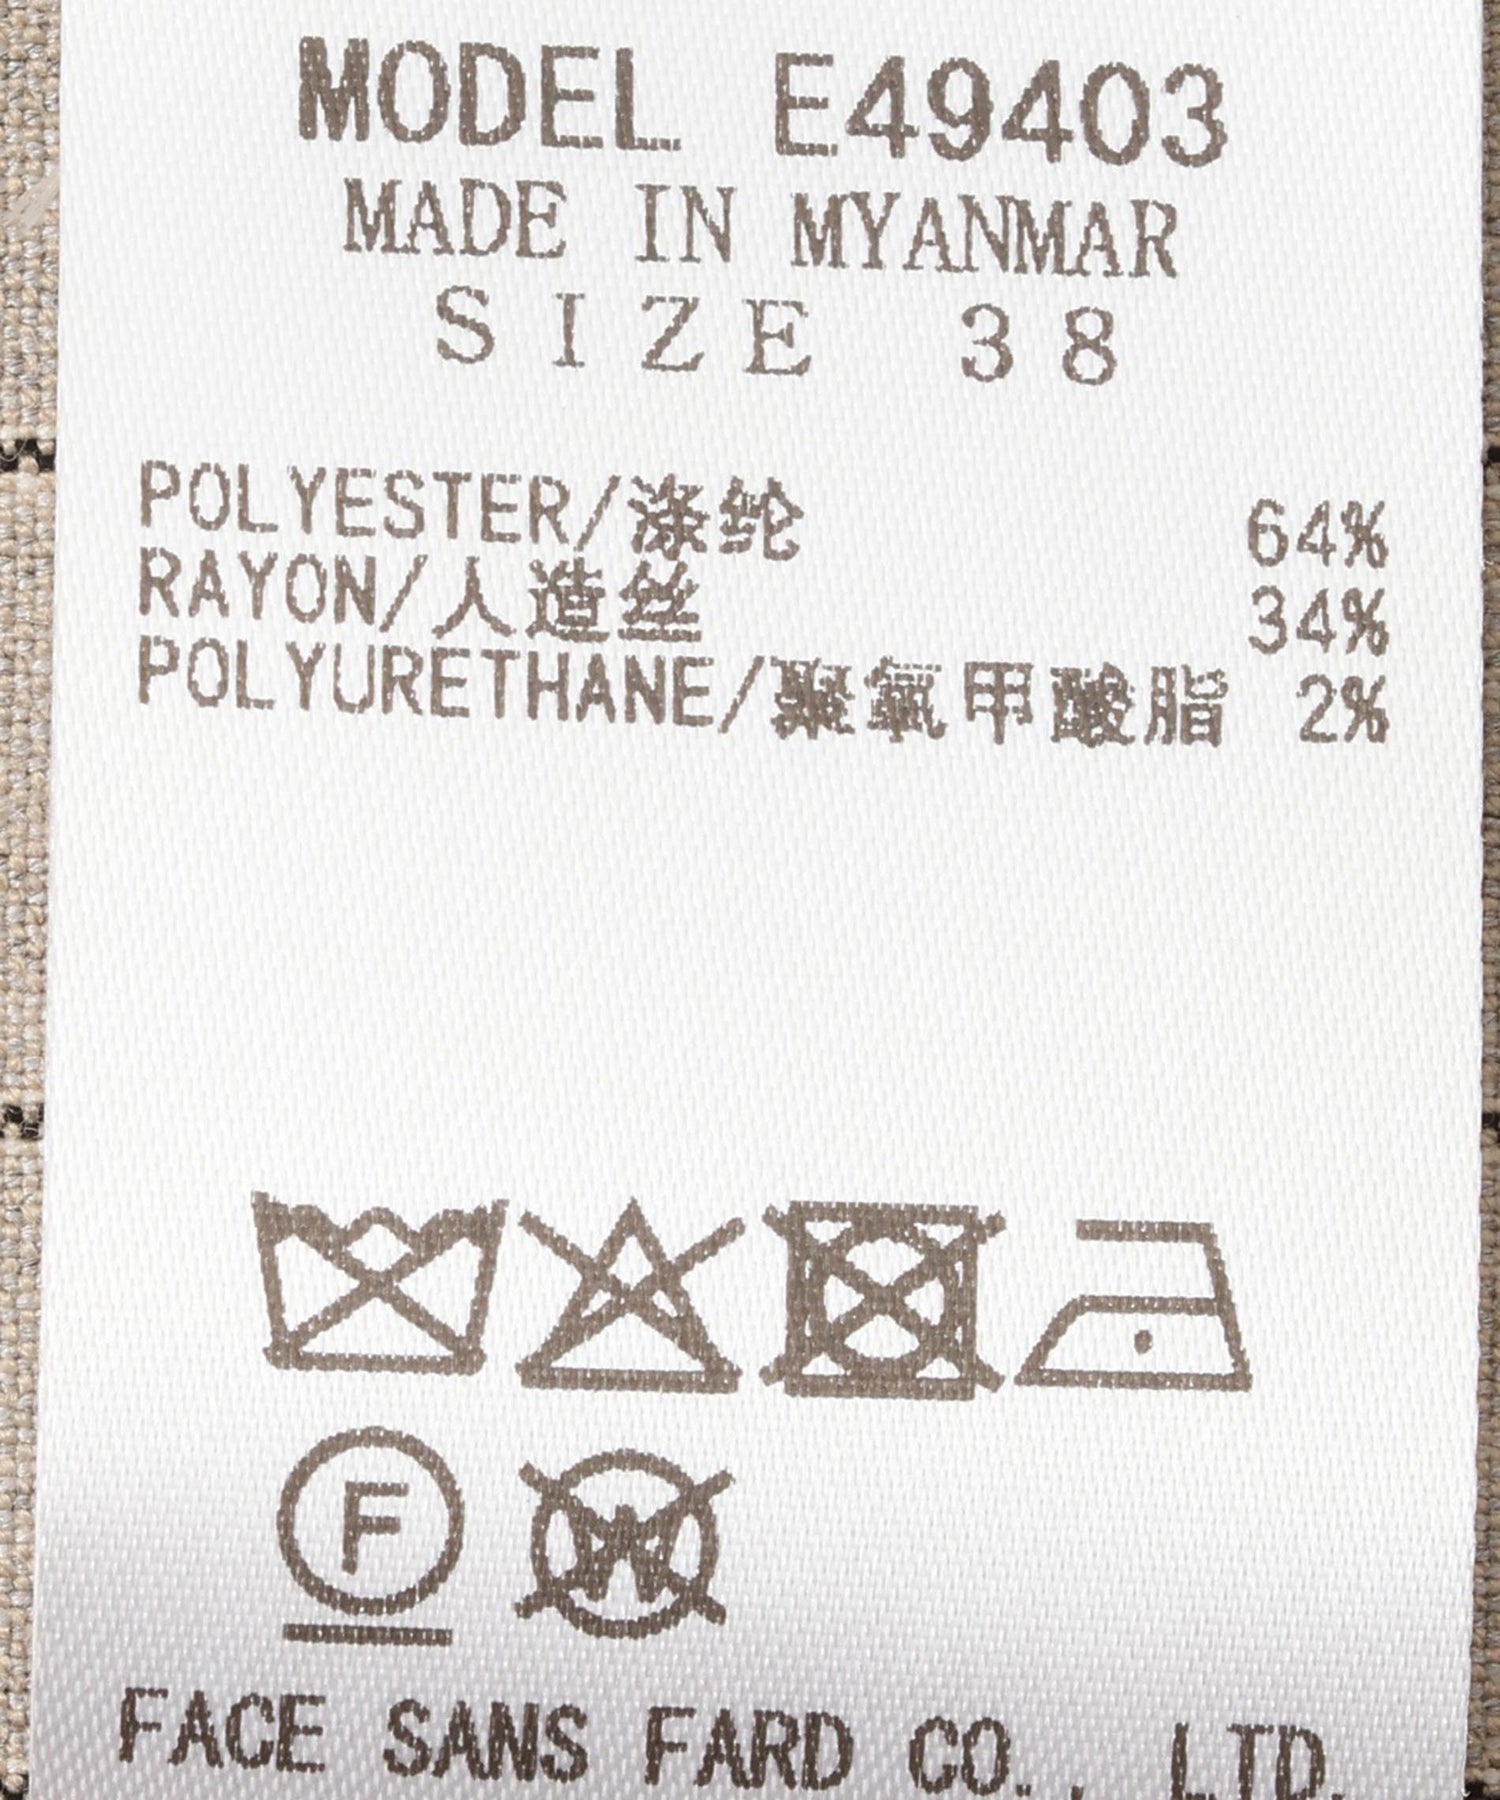 MODEL E49403
MADE IN MYANMAR
SIZE 38
POLYESTER/涤纶 64%
RAYON/人造丝 34%
POLYURETHANE/聚氨甲酸脂 2%
F
W
FACE SANS FARD CO., LTD.